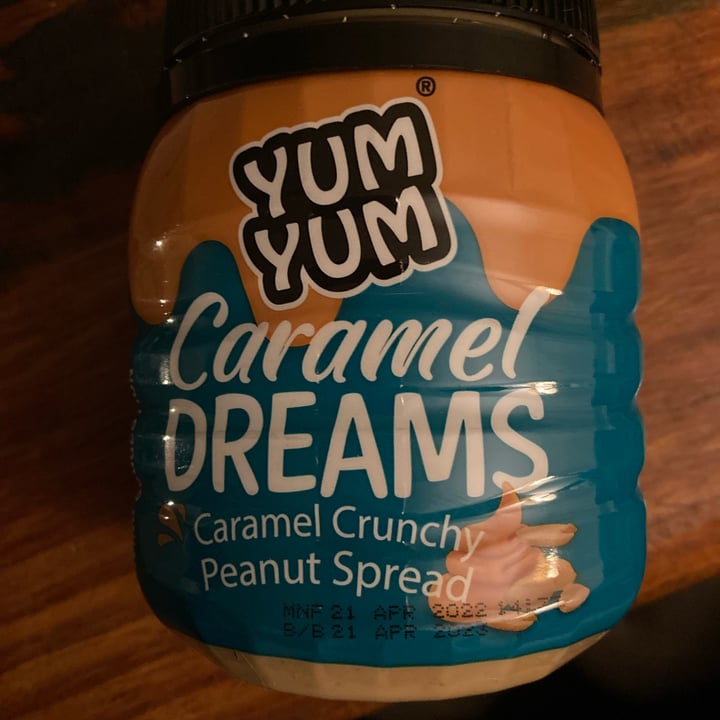 ®
YUM
YUM
Caramel
DREAMS
Caramel Crunchy
Peanut Spread
MNF 21 APR 2022
B/B 21 APR 2023